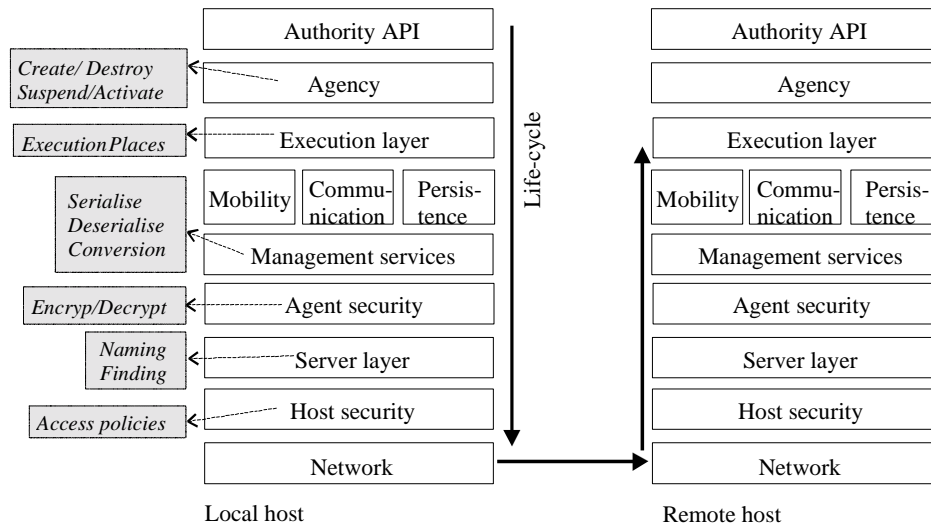 Authority API
Create/ Destroy
Suspend/Activate
Agency
Execution Places
Execution layer
Mobility
Commu-
nication
Persis-
tence
Serialise
Deserialise
Conversion
Management services
Encryp/Decrypt
Agent security
Naming
Finding
Server layer
Access policies
Host security
Network
Local host
Life-cycle
Authority API
Agency
Execution layer
Mobility
Commu-
nication
Persis-
tence
Management services
Agent security
Server layer
Host security
Network
Remote host